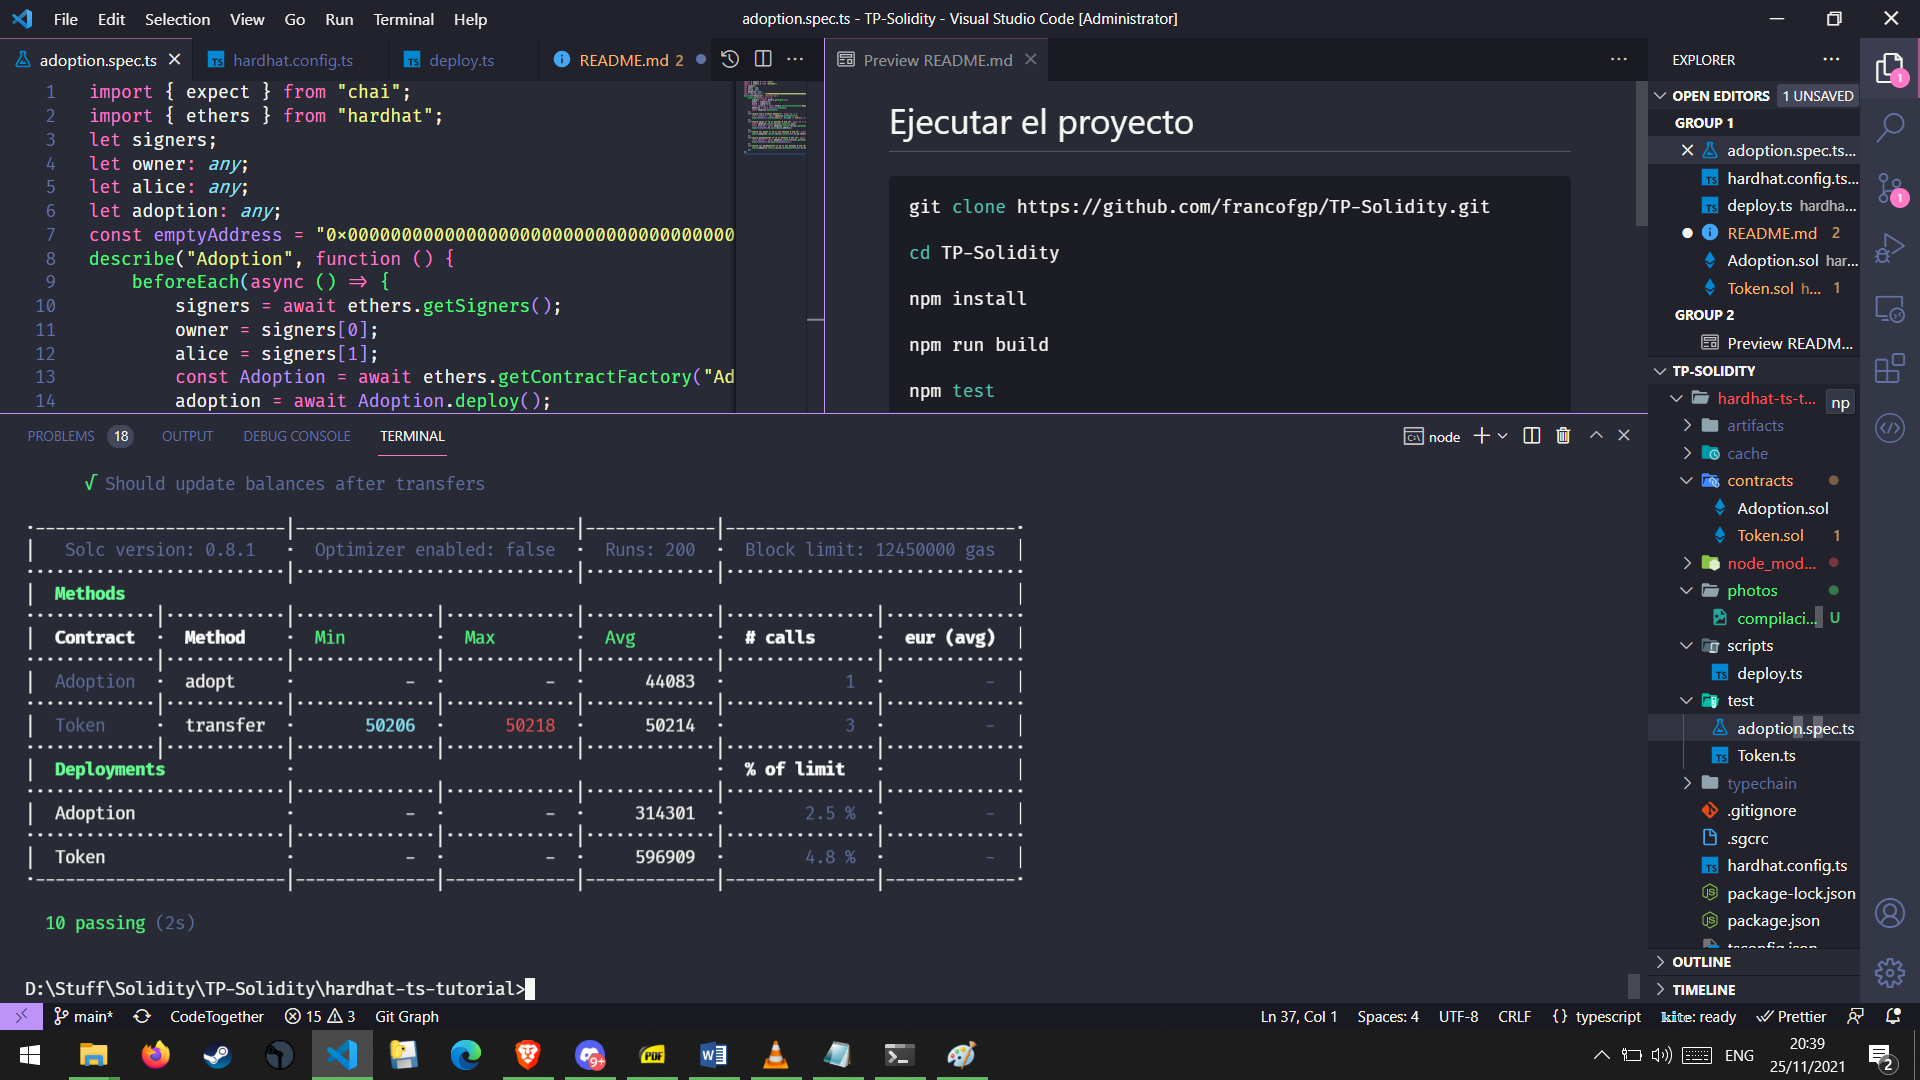 File Edit Selection View Go Run Terminal Help
adoption.spec.ts - TP-Solidity - Visual Studio Code [Administrator]
adoption.spec.ts
hardhat.config.ts
deploy.ts
README.md 2
Preview README.md
1 import { expect } from "chai";
2 import { ethers } from "hardhat";
3 let signers;
4 let owner: any;
5 let alice: any;
6 let adoption: any;
7 const emptyAddress = "0×000000000000000000000000000000000000
8 describe("Adoption", function () {
9 beforeEach(async () => {
10 signers = await ethers.getSigners();
11 owner = signers[0];
12 alice = signers[1];
13 const Adoption = await ethers.getContractFactory("Ad
14 adoption = await Adoption.deploy();
Ejecutar el proyecto
git clone https://github.com/francofgp/TP-Solidity.git
cd TP-Solidity
npm install
npm run build
npm test
PROBLEMS 18 OUTPUT DEBUG CONSOLE TERMINAL
node
√ Should update balances after transfers
Solc version: 0.8.1 · Optimizer enabled: false · Runs: 200 · Block limit: 12450000 gas
Methods
Contract · Method · Min · Max · Avg · # calls · eur (avg)
Adoption · adopt · - · - · 44083 · 1 · -
Token · transfer · 50206 · 50218 · 50214 · 3 · -
Deployments · % of limit ·
Adoption · - · - · 314301 · 2.5 % · -
Token · - · - · 596909 · 4.8 % · -
10 passing (2s)
D:\Stuff\Solidity\TP-Solidity\hardhat-ts-tutorial>
EXPLORER
OPEN EDITORS 1 UNSAVED
GROUP 1
adoption.spec.ts...
hardhat.config.ts...
deploy.ts hardha...
README.md 2
Adoption.sol har...
Token.sol h... 1
GROUP 2
Preview READM...
TP-SOLIDITY
hardhat-ts-t...
np
artifacts
cache
contracts
Adoption.sol
Token.sol 1
node_mod...
photos
compilaci... U
scripts
deploy.ts
test
adoption.spec.ts
Token.ts
typechain
.gitignore
.sgcrc
hardhat.config.ts
package-lock.json
package.json
tsconfig.json
OUTLINE
TIMELINE
1
1
main* CodeTogether 15 3 Git Graph
Ln 37, Col 1 Spaces: 4 UTF-8 CRLF {} typescript kite: ready Prettier
9+
PDF
ENG
20:39
25/11/2021
2